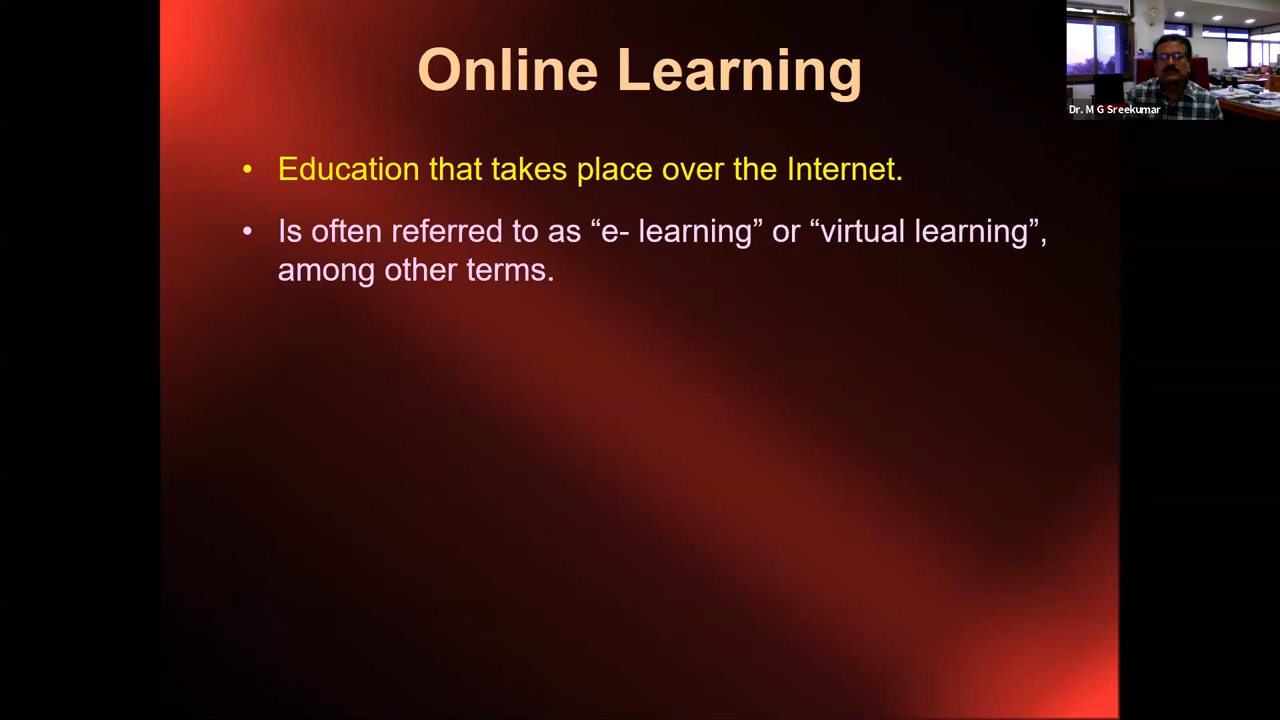 Online Learning
Dr. M G Sreekumar
• Education that takes place over the Internet.
• Is often referred to as “e- learning” or “virtual learning”,
among other terms.